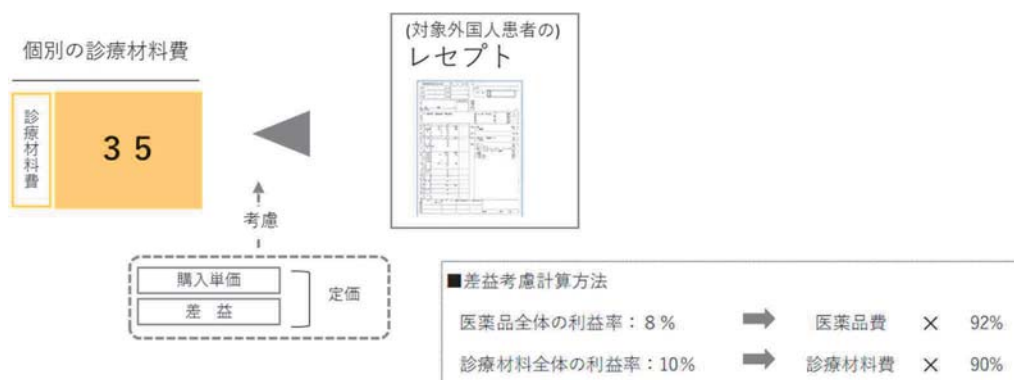 個別の診療材料費
診療材料費
３５
(対象外国人患者の)
レセプト
考慮
購入単価
差　益
定価
■差益考慮計算方法
医薬品全体の利益率：8％ 医薬品費 × 92%
診療材料全体の利益率：10% 診療材料費 × 90%